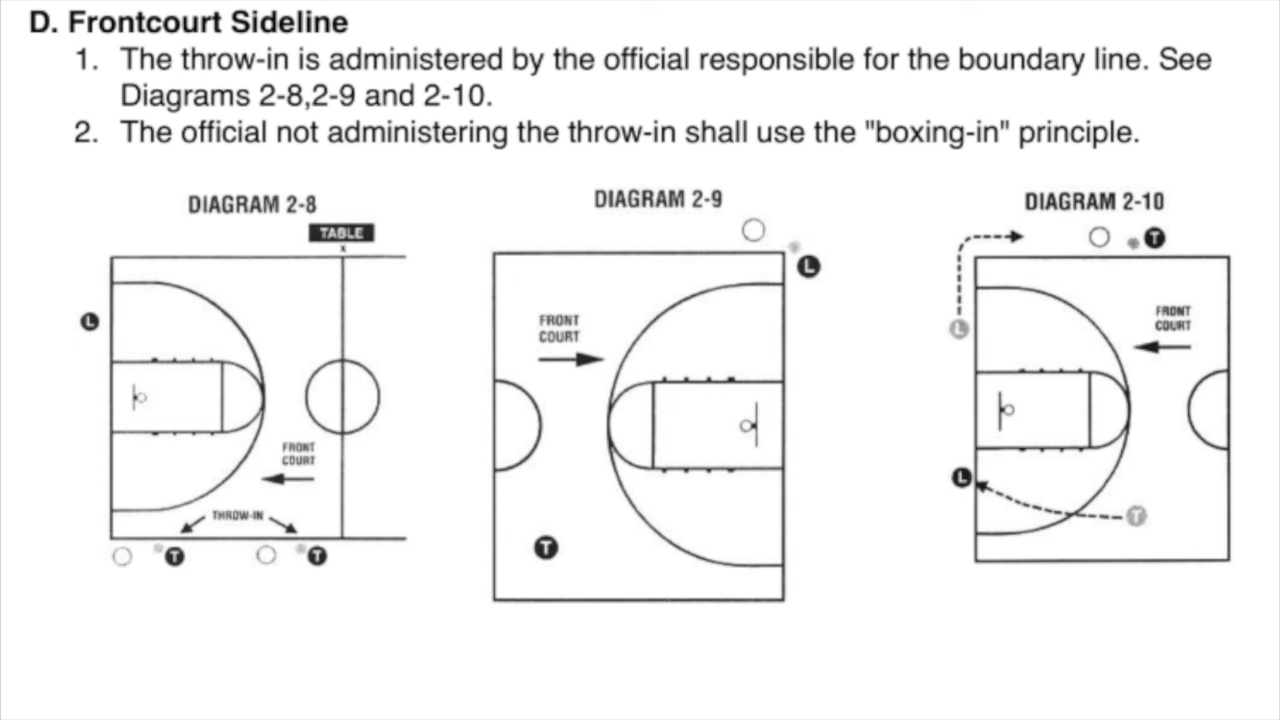 D. Frontcourt Sideline
1. The throw-in is administered by the official responsible for the boundary line. See
Diagrams 2-8,2-9 and 2-10.
2. The official not administering the throw-in shall use the "boxing-in" principle.
DIAGRAM 2-8
TABLE
x
L
FRONT
COURT
THROW-IN
T
T
DIAGRAM 2-9
L
FRONT
COURT
T
DIAGRAM 2-10
T
L
FRONT
COURT
L
T